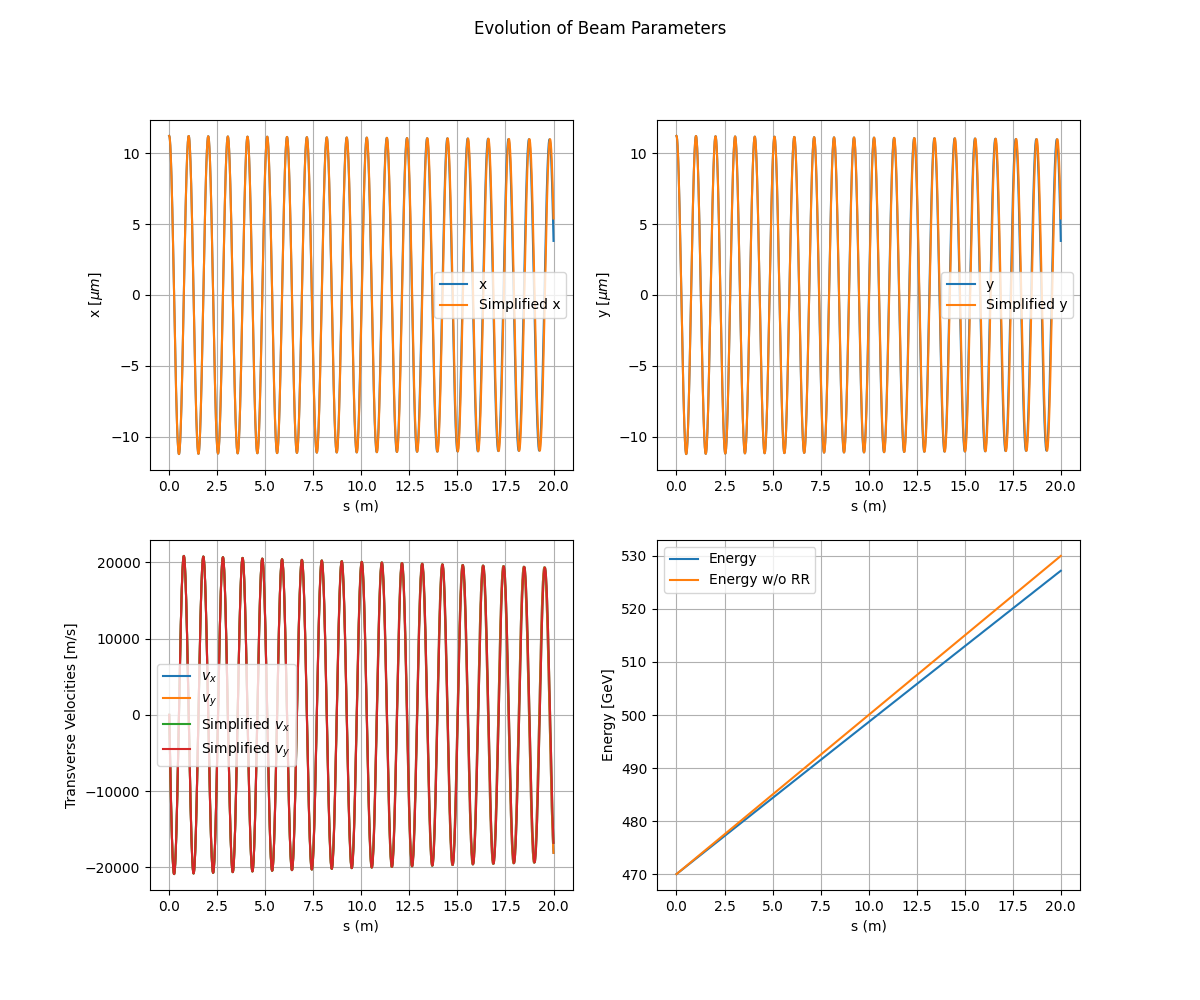 Evolution of Beam Parameters
x [μm]
10
5
0
−5
−10
x
Simplified x
0.0 2.5 5.0 7.5 10.0 12.5 15.0 17.5 20.0
s (m)
y [μm]
10
5
0
−5
−10
y
Simplified y
0.0 2.5 5.0 7.5 10.0 12.5 15.0 17.5 20.0
s (m)
Transverse Velocities [m/s]
20000
10000
0
−10000
−20000
vx
vy
Simplified vx
Simplified vy
0.0 2.5 5.0 7.5 10.0 12.5 15.0 17.5 20.0
s (m)
Energy [GeV]
530
520
510
500
490
480
470
Energy
Energy w/o RR
0.0 2.5 5.0 7.5 10.0 12.5 15.0 17.5 20.0
s (m)